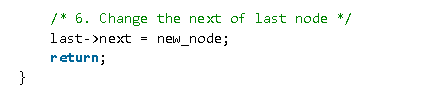 /* 6. Change the next of last node */
last->next = new_node;
return;
}